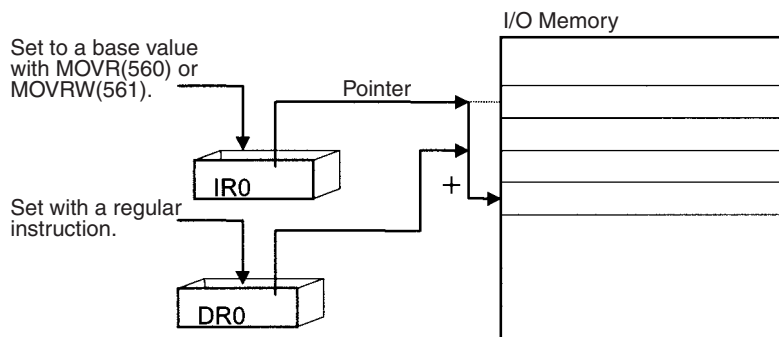 I/O Memory
Set to a base value
with MOVR(560) or
MOVRW(561).
Pointer
IR0
+
Set with a regular
instruction.
DR0